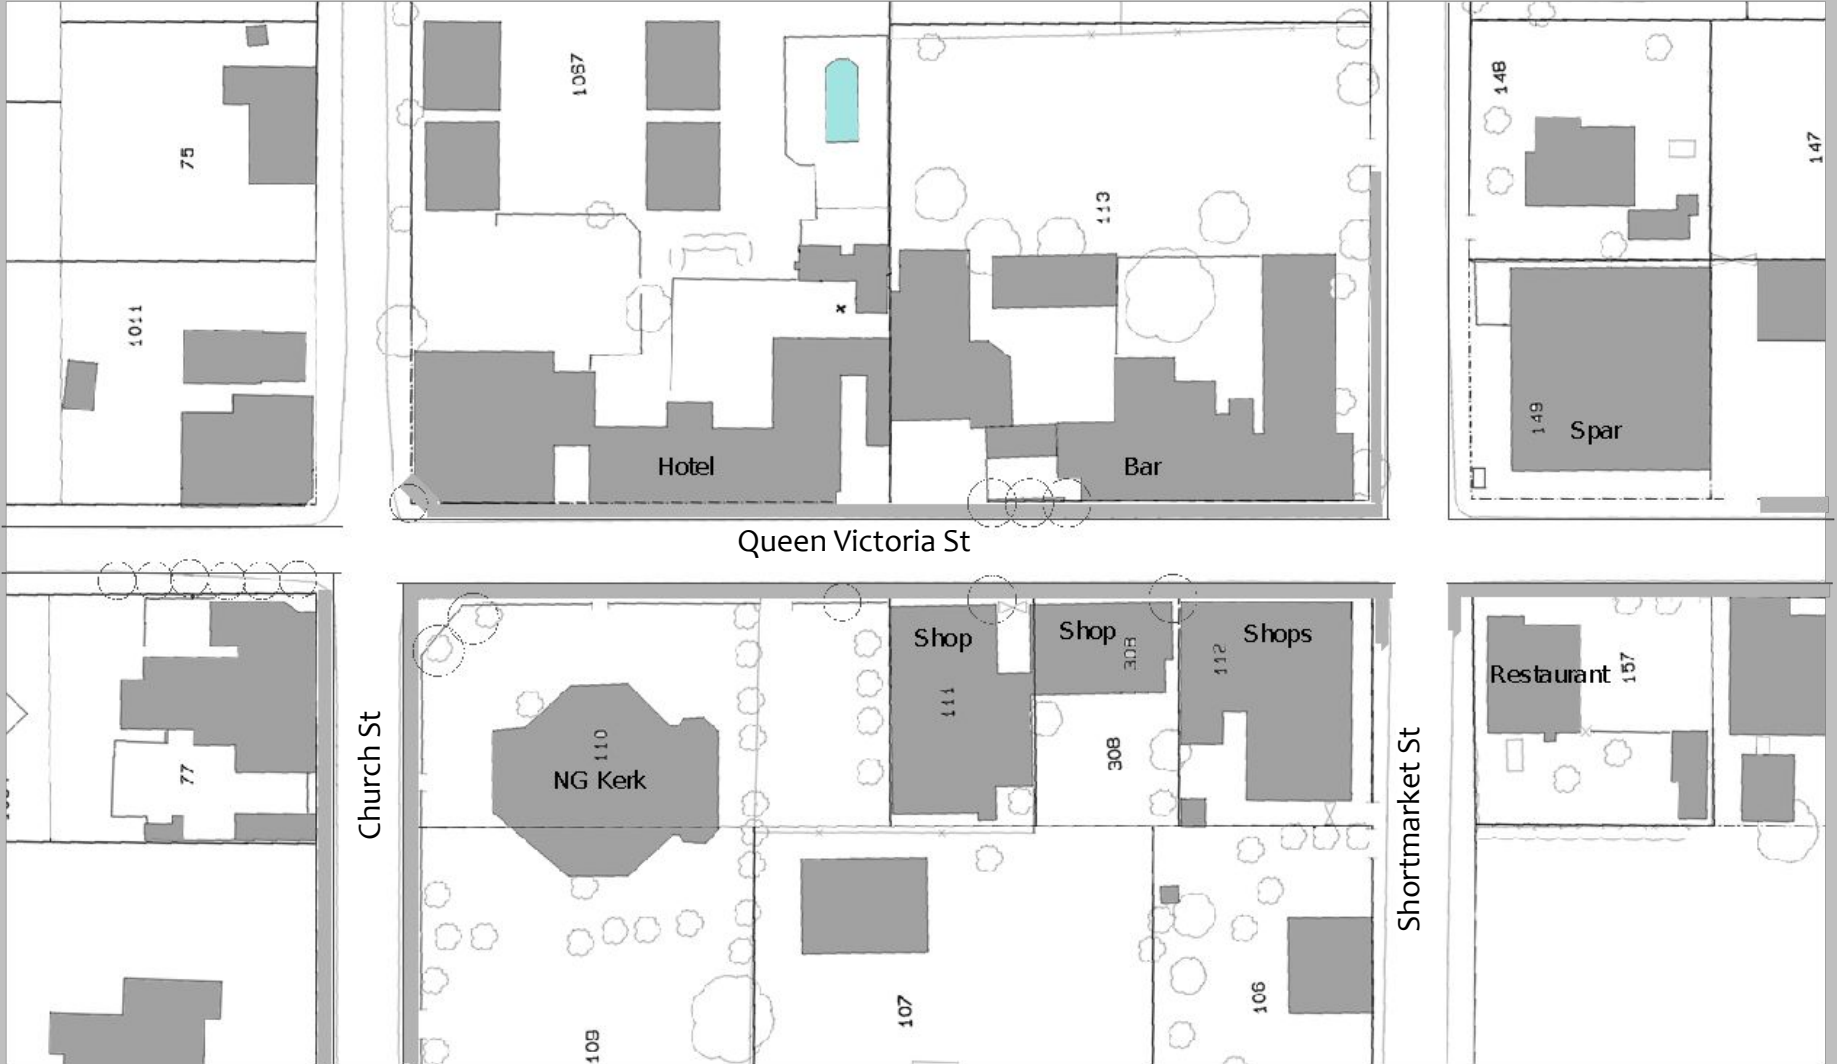 1067
148
75
147
113
1011
149
Spar
Hotel
Bar
Queen Victoria St
Shop
Shop
308
112
Shops
Restaurant
157
111
110
NG Kerk
308
77
Church St
Shortmarket St
106
107
109